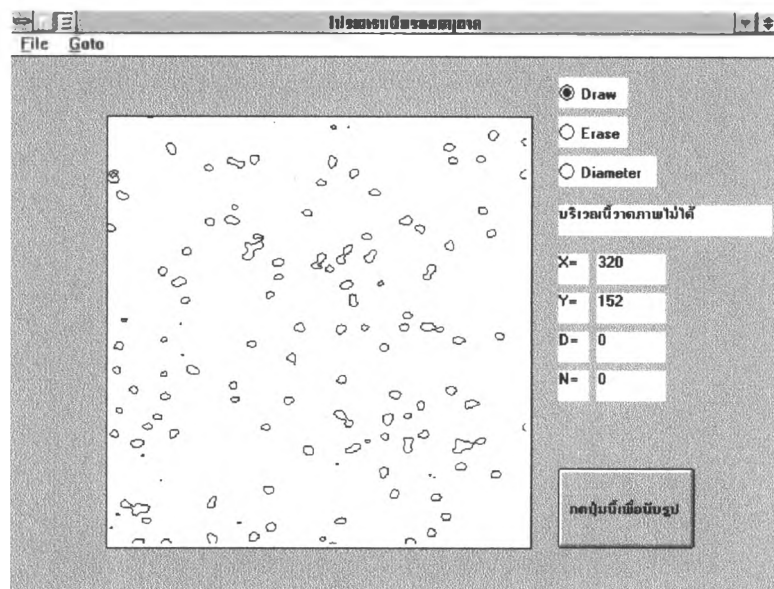 File Goto
Draw
Erase
Diameter
บริเวณนี้วาดภาพไม่ได้
X= 320
Y= 152
D= 0
N= 0
กดปุ่มนี้เพื่อนับรูป